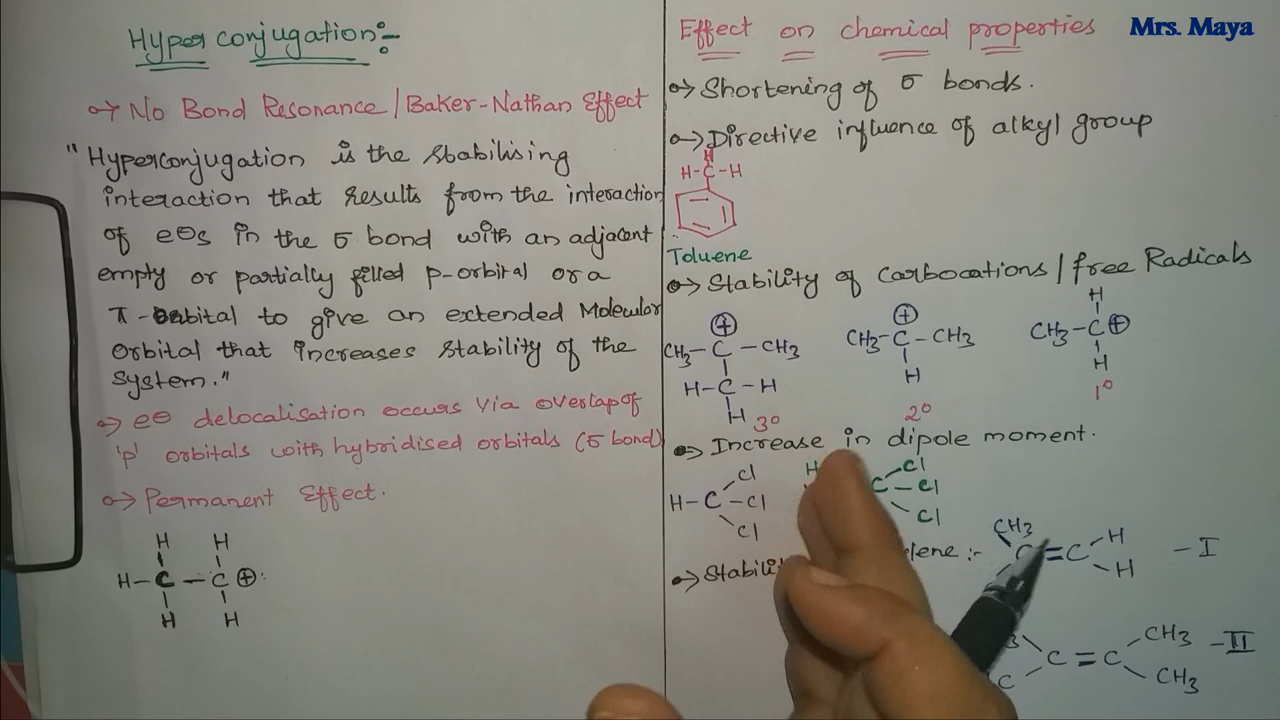 Hyperconjugation:-
→ No Bond Resonance / Baker-Nathan Effect
"Hyperconjugation is the stabilising
interaction that results from the interaction
of e⊖s in the σ bond with an adjacent
empty or partially filled p-orbital or a
π-orbital to give an extended Molecular
orbital that increases stability of the
system."
→ e⊖ delocalisation occurs via overlap of
'p' orbitals with hybridised orbitals (σ bond)
→ Permanent Effect.
H H
H-C-C⊕
H H
Mrs. Maya
Effect on chemical properties
→ Shortening of σ bonds.
→ Directive influence of alkyl group
H
H-C-H
Toluene
→ Stability of Carbocations / free Radicals
⊕ ⊕ H
CH3-C-CH3 CH3-C-CH3 CH3-C⊕
H-C-H H H
H 3° 2° 1°
→ Increase in dipole moment.
Cl H Cl
H-C-Cl C-Cl
Cl Cl
CH3 H
→ C=C -I
H
CH3
C=C -II
C CH3